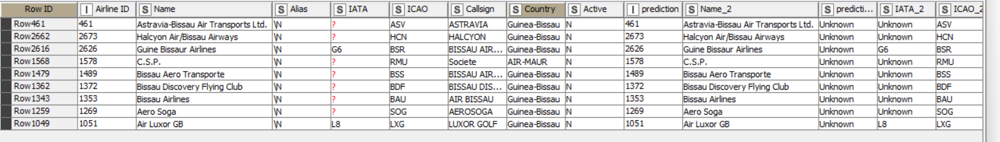 Row ID I Airline ID S Name S Alias S IATA S ICAO S Callsign S Country S Active I prediction S Name_2 S predicti... S IATA_2 S ICAO_2
Row461 461 Astravia-Bissau Air Transports Ltd. \N ? ASV ASTRAVIA Guinea-Bissau N 461 Astravia-Bissau Air Transports Ltd. Unknown Unknown ASV
Row2662 2673 Halcyon Air/Bissau Airways \N ? HCN HALCYON Guinea-Bissau N 2673 Halcyon Air/Bissau Airways Unknown Unknown HCN
Row2616 2626 Guine Bissaur Airlines \N G6 BSR BISSAU AIR... Guinea-Bissau N 2626 Guine Bissaur Airlines Unknown G6 BSR
Row1568 1578 C.S.P. \N ? RMU Societe AIR-MAUR N 1578 C.S.P. Unknown Unknown RMU
Row1479 1489 Bissau Aero Transporte \N ? BSS BISSAU AIR... Guinea-Bissau N 1489 Bissau Aero Transporte Unknown Unknown BSS
Row1362 1372 Bissau Discovery Flying Club \N ? BDF BISSAU DIS... Guinea-Bissau N 1372 Bissau Discovery Flying Club Unknown Unknown BDF
Row1343 1353 Bissau Airlines \N ? BAU AIR BISSAU Guinea-Bissau N 1353 Bissau Airlines Unknown Unknown BAU
Row1259 1269 Aero Soga \N ? SOG AEROSOGA Guinea-Bissau N 1269 Aero Soga Unknown Unknown SOG
Row1049 1051 Air Luxor GB \N L8 LXG LUXOR GOLF Guinea-Bissau N 1051 Air Luxor GB Unknown L8 LXG